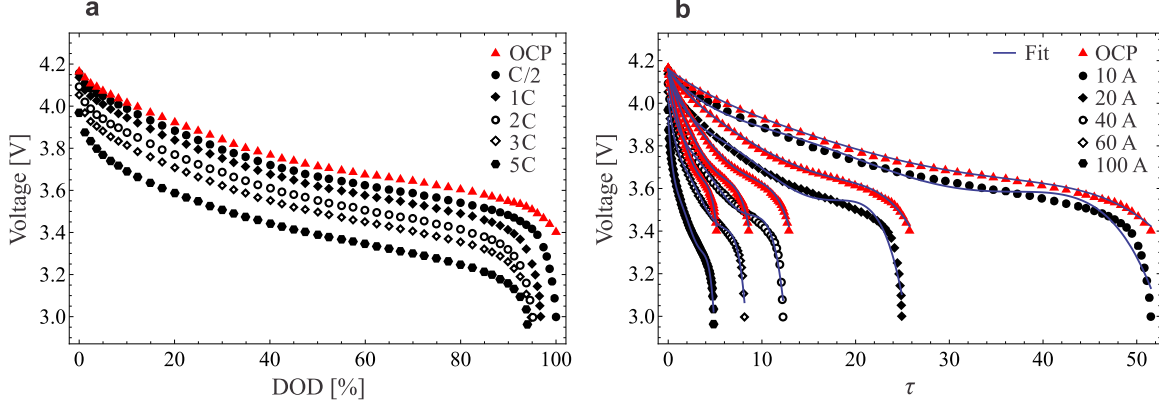 a
4.2
4.0
3.8
3.6
3.4
3.2
3.0
Voltage [V]
0
20
40
60
80
100
DOD [%]
OCP
C/2
1C
2C
3C
5C
b
4.2
4.0
3.8
3.6
3.4
3.2
3.0
Voltage [V]
0
10
20
30
40
50
τ
Fit
OCP
10 A
20 A
40 A
60 A
100 A